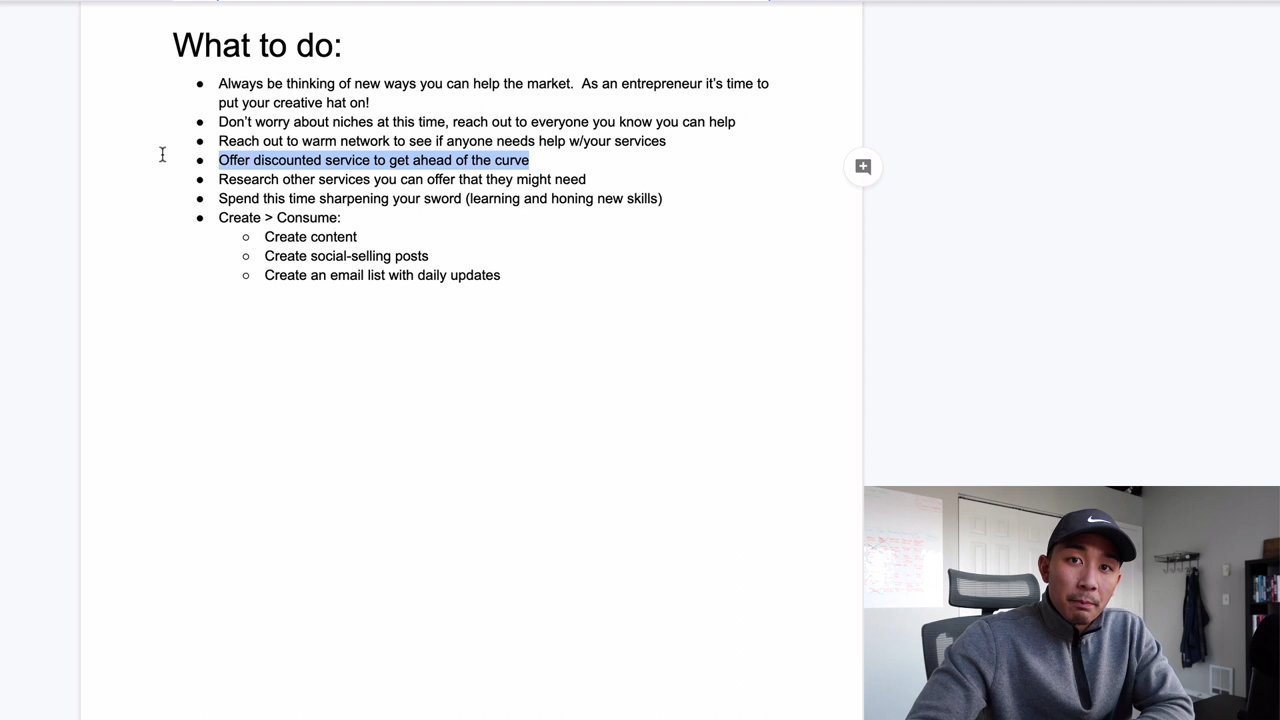 What to do:
● Always be thinking of new ways you can help the market.  As an entrepreneur it's time to
put your creative hat on!
● Don't worry about niches at this time, reach out to everyone you know you can help
● Reach out to warm network to see if anyone needs help w/your services
● Offer discounted service to get ahead of the curve
● Research other services you can offer that they might need
● Spend this time sharpening your sword (learning and honing new skills)
● Create > Consume:
○ Create content
○ Create social-selling posts
○ Create an email list with daily updates